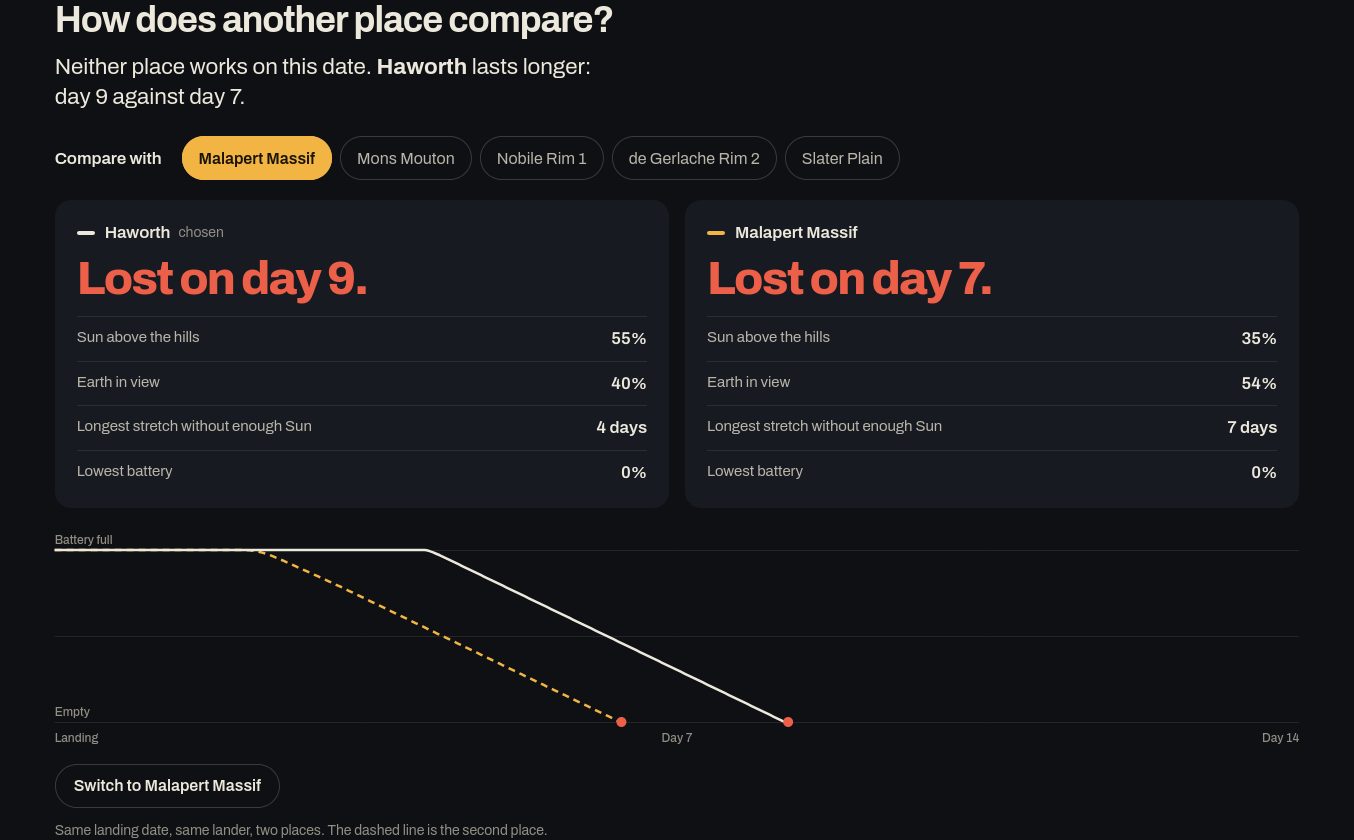 How does another place compare?
Neither place works on this date. Haworth lasts longer:
day 9 against day 7.
Compare with
Malapert Massif
Mons Mouton
Nobile Rim 1
de Gerlache Rim 2
Slater Plain
Haworth chosen
Lost on day 9.
Sun above the hills 55%
Earth in view 40%
Longest stretch without enough Sun 4 days
Lowest battery 0%
Malapert Massif
Lost on day 7.
Sun above the hills 35%
Earth in view 54%
Longest stretch without enough Sun 7 days
Lowest battery 0%
Battery full
Empty
Landing
Day 7
Day 14
Switch to Malapert Massif
Same landing date, same lander, two places. The dashed line is the second place.